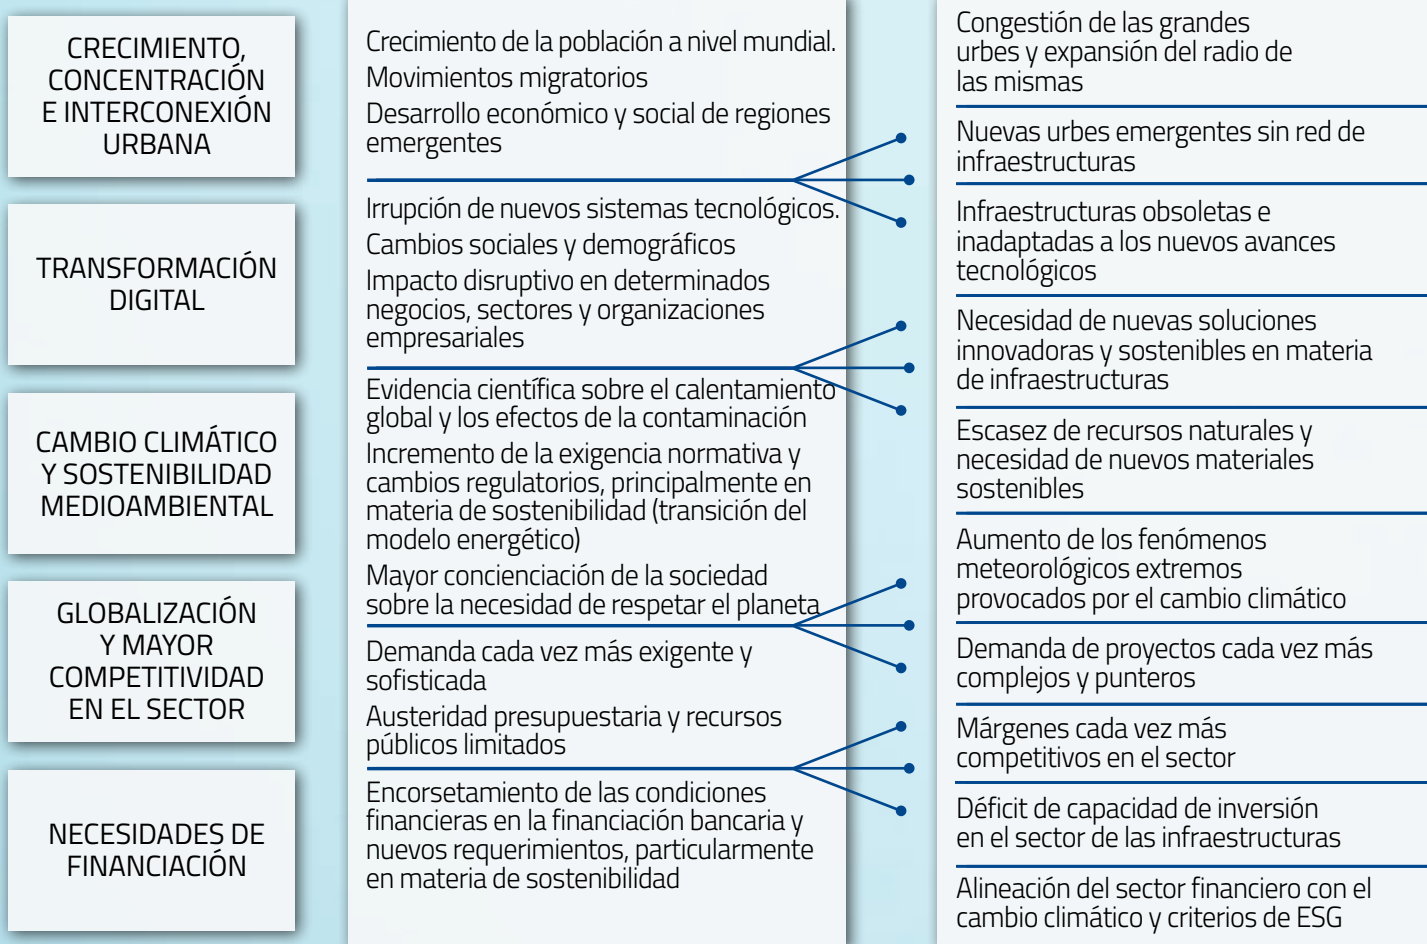 CRECIMIENTO,
CONCENTRACIÓN
E INTERCONEXIÓN
URBANA
TRANSFORMACIÓN
DIGITAL
CAMBIO CLIMÁTICO
Y SOSTENIBILIDAD
MEDIOAMBIENTAL
GLOBALIZACIÓN
Y MAYOR
COMPETITIVIDAD
EN EL SECTOR
NECESIDADES DE
FINANCIACIÓN
Crecimiento de la población a nivel mundial.
Movimientos migratorios
Desarrollo económico y social de regiones
emergentes
Irrupción de nuevos sistemas tecnológicos.
Cambios sociales y demográficos
Impacto disruptivo en determinados
negocios, sectores y organizaciones
empresariales
Evidencia científica sobre el calentamiento
global y los efectos de la contaminación
Incremento de la exigencia normativa y
cambios regulatorios, principalmente en
materia de sostenibilidad (transición del
modelo energético)
Mayor concienciación de la sociedad
sobre la necesidad de respetar el planeta
Demanda cada vez más exigente y
sofisticada
Austeridad presupuestaria y recursos
públicos limitados
Encorsetamiento de las condiciones
financieras en la financiación bancaria y
nuevos requerimientos, particularmente
en materia de sostenibilidad
Congestión de las grandes
urbes y expansión del radio de
las mismas
Nuevas urbes emergentes sin red de
infraestructuras
Infraestructuras obsoletas e
inadaptadas a los nuevos avances
tecnológicos
Necesidad de nuevas soluciones
innovadoras y sostenibles en materia
de infraestructuras
Escasez de recursos naturales y
necesidad de nuevos materiales
sostenibles
Aumento de los fenómenos
meteorológicos extremos
provocados por el cambio climático
Demanda de proyectos cada vez más
complejos y punteros
Márgenes cada vez más
competitivos en el sector
Déficit de capacidad de inversión
en el sector de las infraestructuras
Alineación del sector financiero con el
cambio climático y criterios de ESG